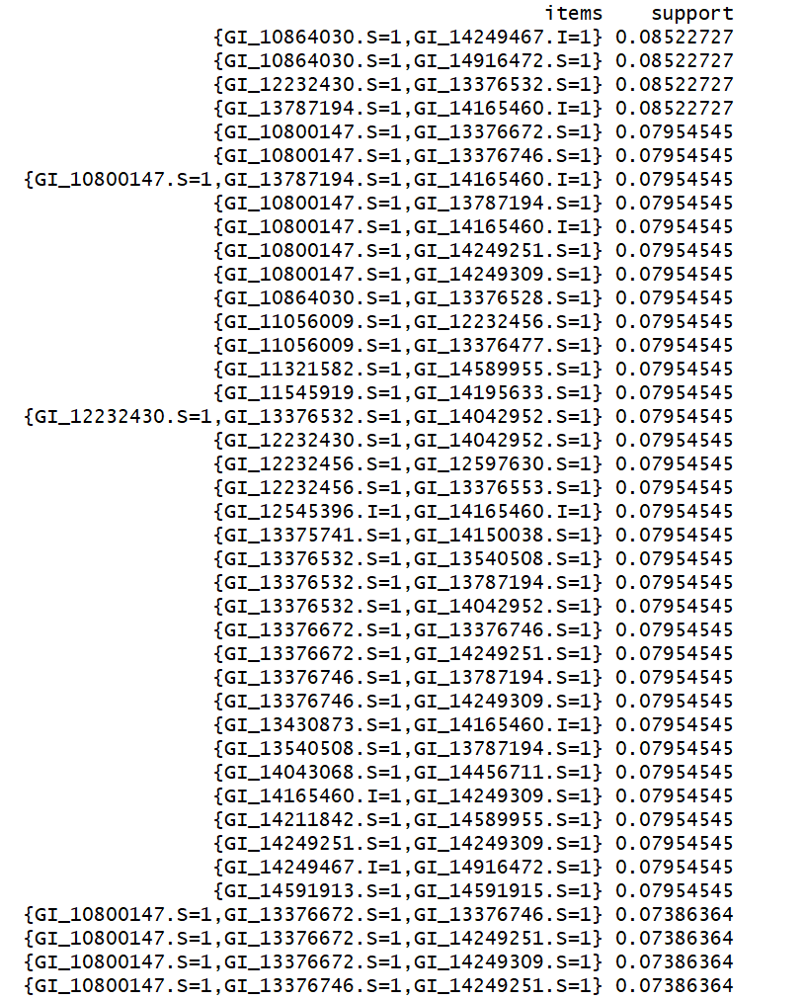 items support
{GI_10864030.S=1,GI_14249467.I=1} 0.08522727
{GI_10864030.S=1,GI_14916472.S=1} 0.08522727
{GI_12232430.S=1,GI_13376532.S=1} 0.08522727
{GI_13787194.S=1,GI_14165460.I=1} 0.08522727
{GI_10800147.S=1,GI_13376672.S=1} 0.07954545
{GI_10800147.S=1,GI_13376746.S=1} 0.07954545
{GI_10800147.S=1,GI_13787194.S=1,GI_14165460.I=1} 0.07954545
{GI_10800147.S=1,GI_13787194.S=1} 0.07954545
{GI_10800147.S=1,GI_14165460.I=1} 0.07954545
{GI_10800147.S=1,GI_14249251.S=1} 0.07954545
{GI_10800147.S=1,GI_14249309.S=1} 0.07954545
{GI_10864030.S=1,GI_13376528.S=1} 0.07954545
{GI_11056009.S=1,GI_12232456.S=1} 0.07954545
{GI_11056009.S=1,GI_13376477.S=1} 0.07954545
{GI_11321582.S=1,GI_14589955.S=1} 0.07954545
{GI_11545919.S=1,GI_14195633.S=1} 0.07954545
{GI_12232430.S=1,GI_13376532.S=1,GI_14042952.S=1} 0.07954545
{GI_12232430.S=1,GI_14042952.S=1} 0.07954545
{GI_12232456.S=1,GI_12597630.S=1} 0.07954545
{GI_12232456.S=1,GI_13376553.S=1} 0.07954545
{GI_12545396.I=1,GI_14165460.I=1} 0.07954545
{GI_13375741.S=1,GI_14150038.S=1} 0.07954545
{GI_13376532.S=1,GI_13540508.S=1} 0.07954545
{GI_13376532.S=1,GI_13787194.S=1} 0.07954545
{GI_13376532.S=1,GI_14042952.S=1} 0.07954545
{GI_13376672.S=1,GI_13376746.S=1} 0.07954545
{GI_13376672.S=1,GI_14249251.S=1} 0.07954545
{GI_13376746.S=1,GI_13787194.S=1} 0.07954545
{GI_13376746.S=1,GI_14249309.S=1} 0.07954545
{GI_13430873.S=1,GI_14165460.I=1} 0.07954545
{GI_13540508.S=1,GI_13787194.S=1} 0.07954545
{GI_14043068.S=1,GI_14456711.S=1} 0.07954545
{GI_14165460.I=1,GI_14249309.S=1} 0.07954545
{GI_14211842.S=1,GI_14589955.S=1} 0.07954545
{GI_14249251.S=1,GI_14249309.S=1} 0.07954545
{GI_14249467.I=1,GI_14916472.S=1} 0.07954545
{GI_14591913.S=1,GI_14591915.S=1} 0.07954545
{GI_10800147.S=1,GI_13376672.S=1,GI_13376746.S=1} 0.07386364
{GI_10800147.S=1,GI_13376672.S=1,GI_14249251.S=1} 0.07386364
{GI_10800147.S=1,GI_13376672.S=1,GI_14249309.S=1} 0.07386364
{GI_10800147.S=1,GI_13376746.S=1,GI_14249251.S=1} 0.07386364